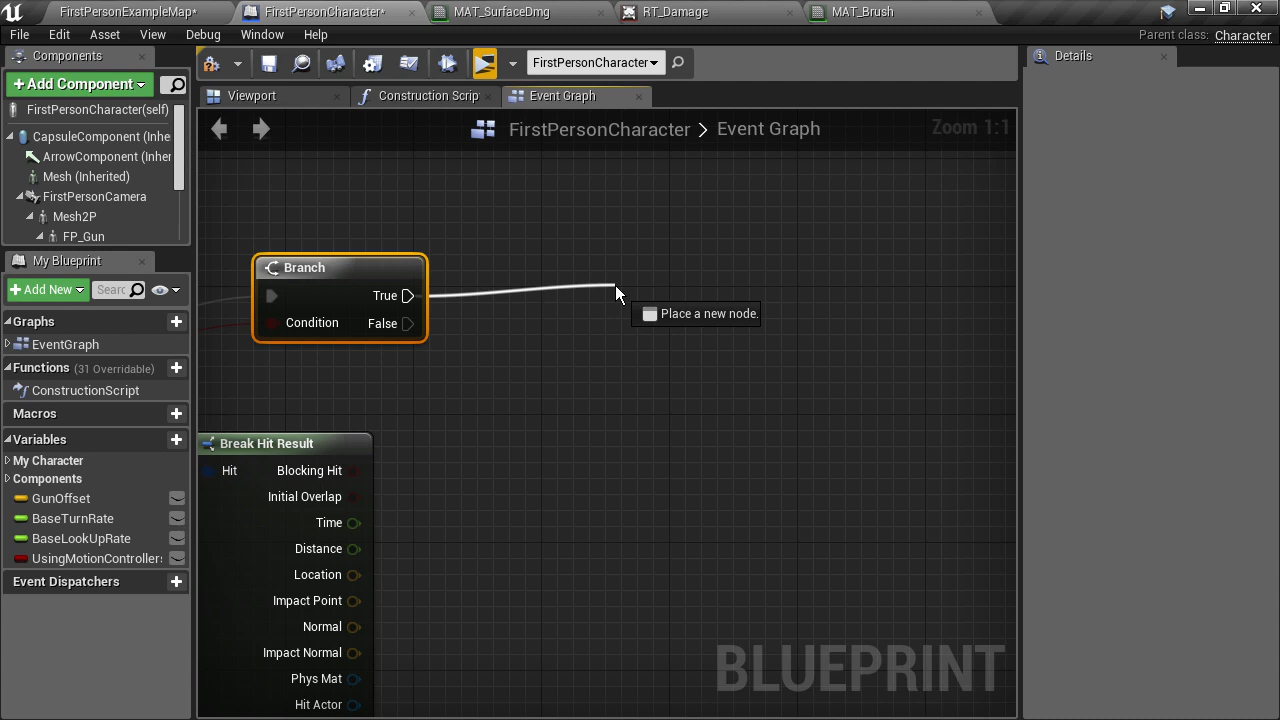 FirstPersonExampleMap*
FirstPersonCharacter*
MAT_SurfaceDmg
RT_Damage
MAT_Brush
File
Edit
Asset
View
Debug
Window
Help
Parent class: Character
Components
Add Component
FirstPersonCharacter
Details
Viewport
Construction Scrip
Event Graph
FirstPersonCharacter(self)
CapsuleComponent (Inhe
ArrowComponent (Inher
Mesh (Inherited)
FirstPersonCamera
Mesh2P
FP_Gun
FirstPersonCharacter > Event Graph
Zoom 1:1
My Blueprint
Add New
Searc
Graphs
EventGraph
Functions (31 Overridable)
ConstructionScript
Macros
Variables
My Character
Components
GunOffset
BaseTurnRate
BaseLookUpRate
UsingMotionControllers
Event Dispatchers
Branch
True
Condition
False
Place a new node.
Break Hit Result
Hit
Blocking Hit
Initial Overlap
Time
Distance
Location
Impact Point
Normal
Impact Normal
Phys Mat
Hit Actor
BLUEPRINT